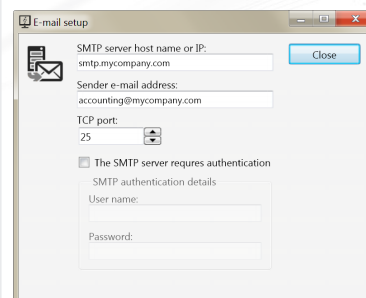 E-mail setup
SMTP server host name or IP:
smtp.mycompany.com
Close
Sender e-mail address:
accounting@mycompany.com
TCP port:
25
The SMTP server requres authentication
SMTP authentication details
User name:
Password: